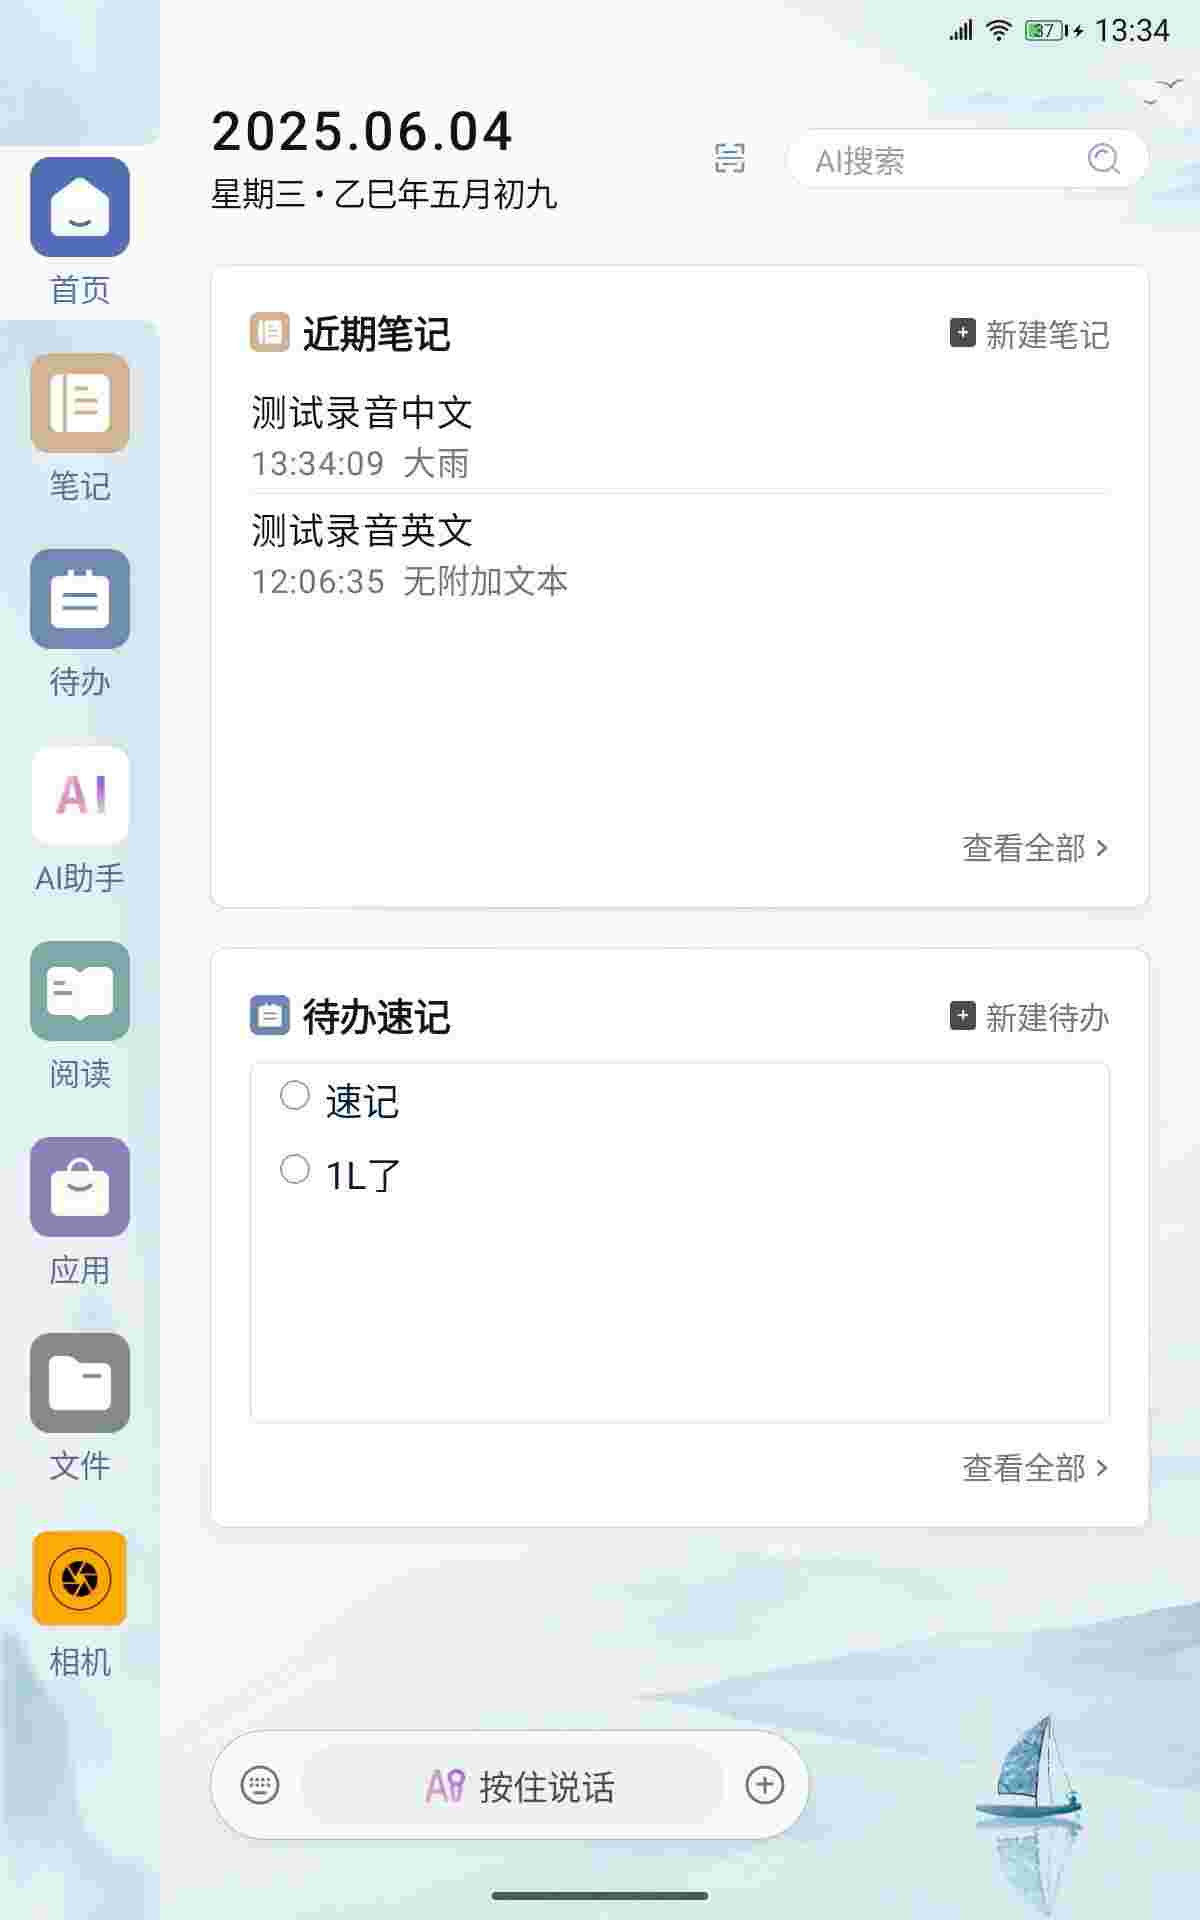 37 13:34
2025.06.04
星期三·乙巳年五月初九
AI搜索
首页
笔记
待办
AI
AI助手
阅读
应用
文件
相机
近期笔记
新建笔记
测试录音中文
13:34:09 大雨
测试录音英文
12:06:35 无附加文本
查看全部
待办速记
新建待办
速记
1L了
查看全部
AI 按住说话